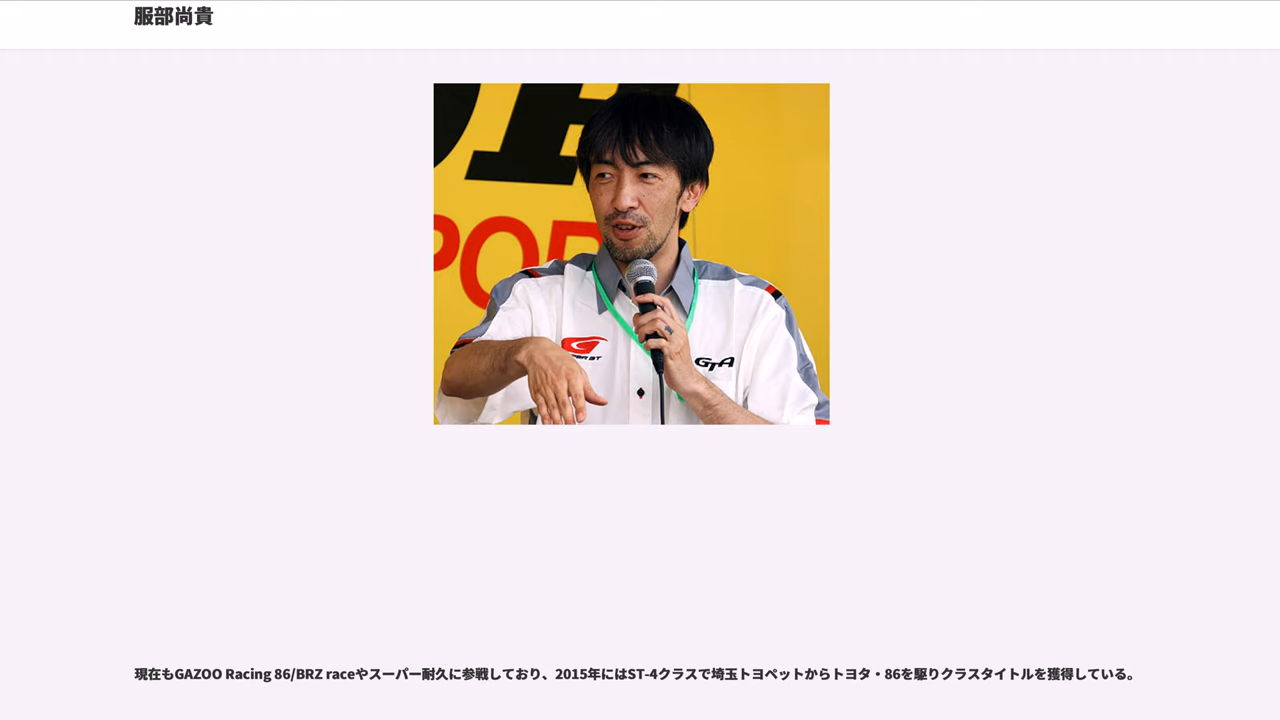 服部尚貴
GTA
現在もGAZOO Racing 86/BRZ raceやスーパー耐久に参戦しており、2015年にはST-4クラスで埼玉トヨペットからトヨタ・86を駆りクラスタイトルを獲得している。